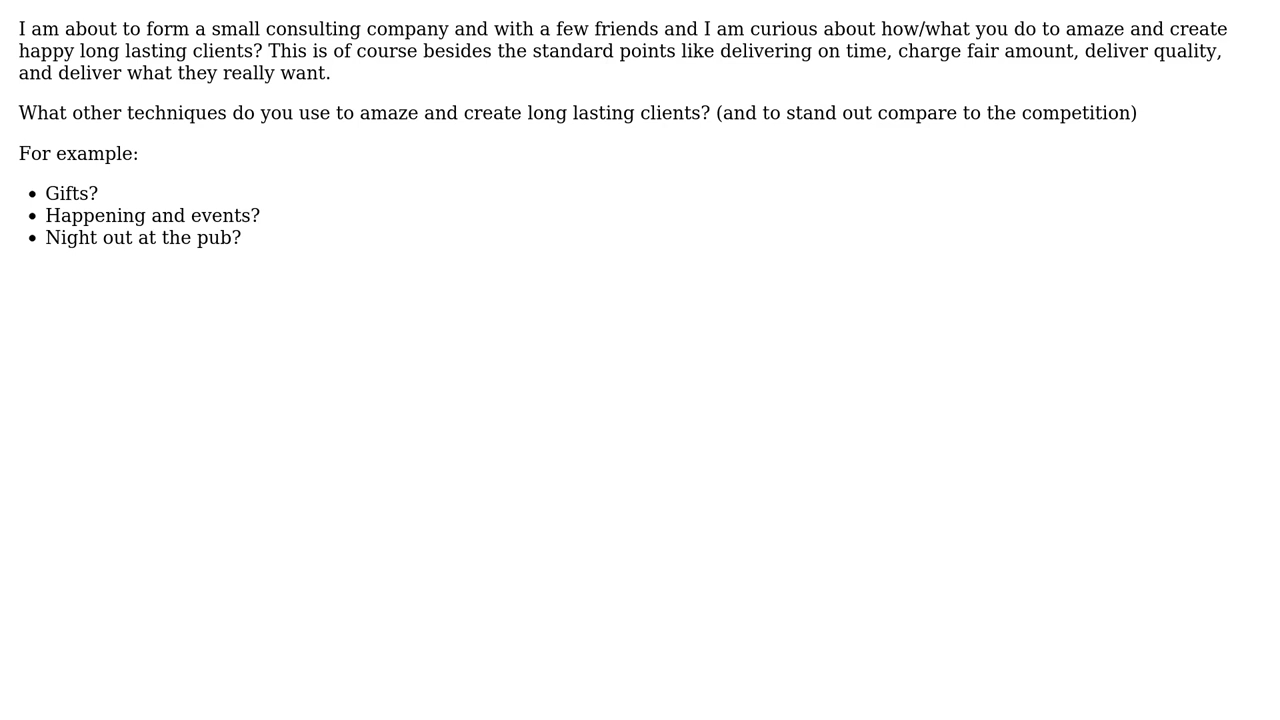 I am about to form a small consulting company and with a few friends and I am curious about how/what you do to amaze and create
happy long lasting clients? This is of course besides the standard points like delivering on time, charge fair amount, deliver quality,
and deliver what they really want.
What other techniques do you use to amaze and create long lasting clients? (and to stand out compare to the competition)
For example:
• Gifts?
• Happening and events?
• Night out at the pub?